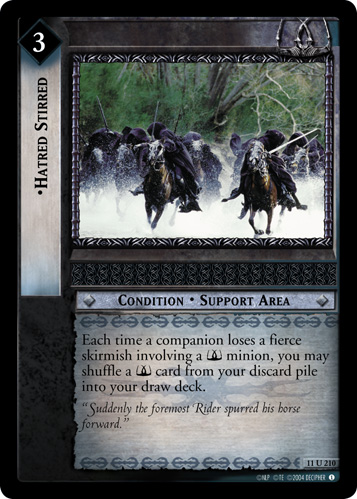 3
•Hatred Stirred
Condition • Support Area
Each time a companion loses a fierce
skirmish involving a minion, you may
shuffle a card from your discard pile
into your draw deck.
"Suddenly the foremost Rider spurred his horse
forward."
11 U 210
©NLP ©TE ©2004 DECIPHER